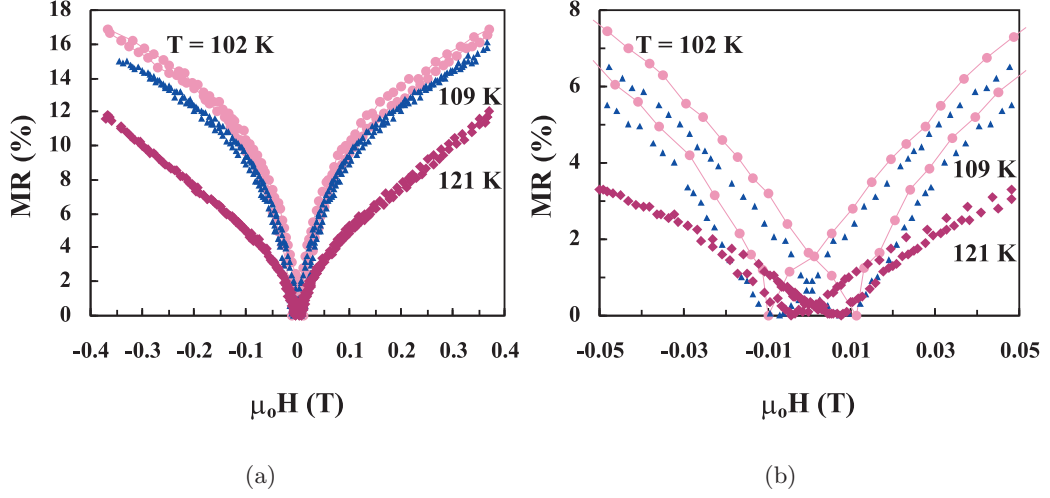 MR (%)
18
16
14
12
10
8
6
4
2
0
T = 102 K
109 K
121 K
-0.4 -0.3 -0.2 -0.1 0 0.1 0.2 0.3 0.4
μₒH (T)
(a)
MR (%)
8
6
4
2
0
T = 102 K
109 K
121 K
-0.05 -0.03 -0.01 0.01 0.03 0.05
μₒH (T)
(b)